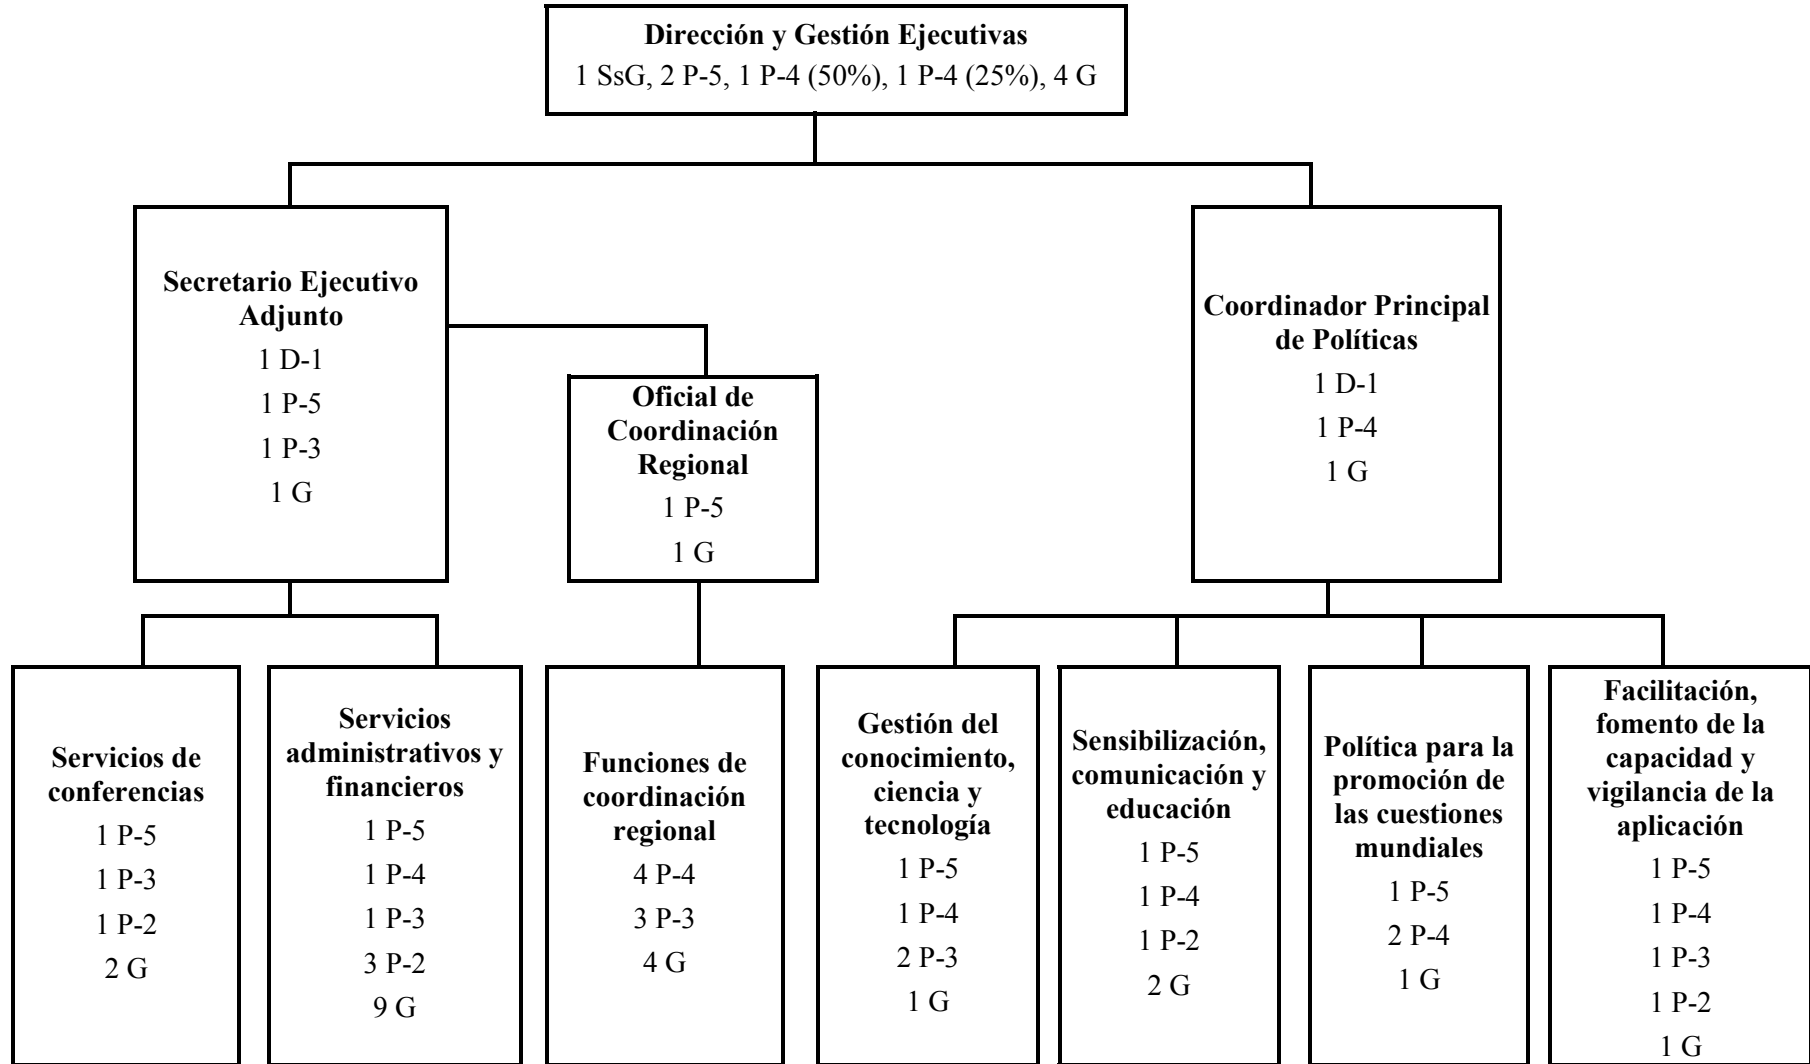 Dirección y Gestión Ejecutivas
1 SsG, 2 P-5, 1 P-4 (50%), 1 P-4 (25%), 4 G
Secretario Ejecutivo
Adjunto
1 D-1
1 P-5
1 P-3
1 G
Oficial de
Coordinación
Regional
1 P-5
1 G
Coordinador Principal
de Políticas
1 D-1
1 P-4
1 G
Servicios de
conferencias
1 P-5
1 P-3
1 P-2
2 G
Servicios
administrativos y
financieros
1 P-5
1 P-4
1 P-3
3 P-2
9 G
Funciones de
coordinación
regional
4 P-4
3 P-3
4 G
Gestión del
conocimiento,
ciencia y
tecnología
1 P-5
1 P-4
2 P-3
1 G
Sensibilización,
comunicación y
educación
1 P-5
1 P-4
1 P-2
2 G
Política para la
promoción de
las cuestiones
mundiales
1 P-5
2 P-4
1 G
Facilitación,
fomento de la
capacidad y
vigilancia de la
aplicación
1 P-5
1 P-4
1 P-3
1 P-2
1 G